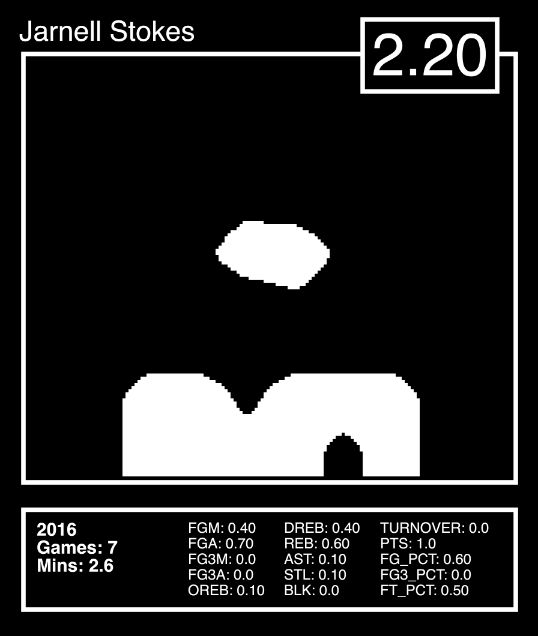 Jarnell Stokes
2.20
2016
Games: 7
Mins: 2.6
FGM: 0.40
FGA: 0.70
FG3M: 0.0
FG3A: 0.0
OREB: 0.10
DREB: 0.40
REB: 0.60
AST: 0.10
STL: 0.10
BLK: 0.0
TURNOVER: 0.0
PTS: 1.0
FG_PCT: 0.60
FG3_PCT: 0.0
FT_PCT: 0.50